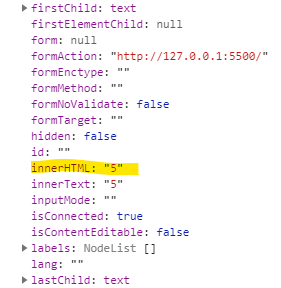 firstChild: text
firstElementChild: null
form: null
formAction: "http://127.0.0.1:5500/"
formEnctype: ""
formMethod: ""
formNoValidate: false
formTarget: ""
hidden: false
id: ""
innerHTML: "5"
innerText: "5"
inputMode: ""
isConnected: true
isContentEditable: false
labels: NodeList []
lang: ""
lastChild: text